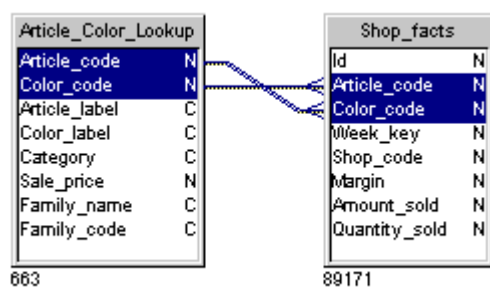 Article_Color_Lookup
Article_code N
Color_code N
Article_label C
Color_label C
Category C
Sale_price N
Family_name C
Family_code C
663
Shop_facts
Id N
Article_code N
Color_code N
Week_key N
Shop_code N
Margin N
Amount_sold N
Quantity_sold N
89171